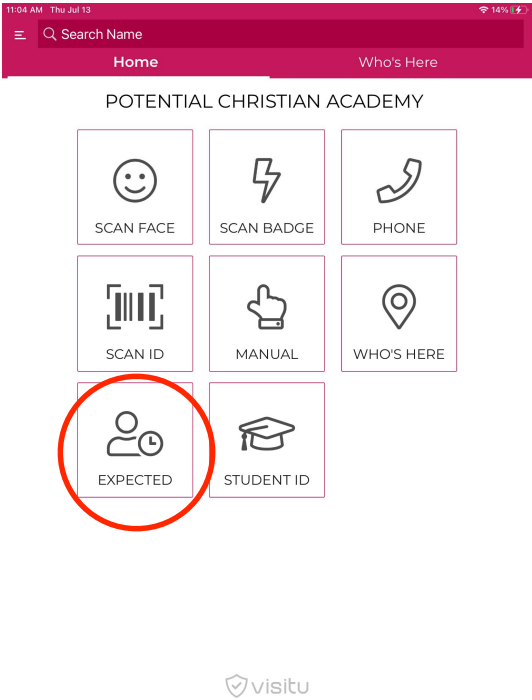 11:04 AM Thu Jul 13 14%
Search Name
Home Who's Here
POTENTIAL CHRISTIAN ACADEMY
SCAN FACE SCAN BADGE PHONE
SCAN ID MANUAL WHO'S HERE
EXPECTED STUDENT ID
visitu